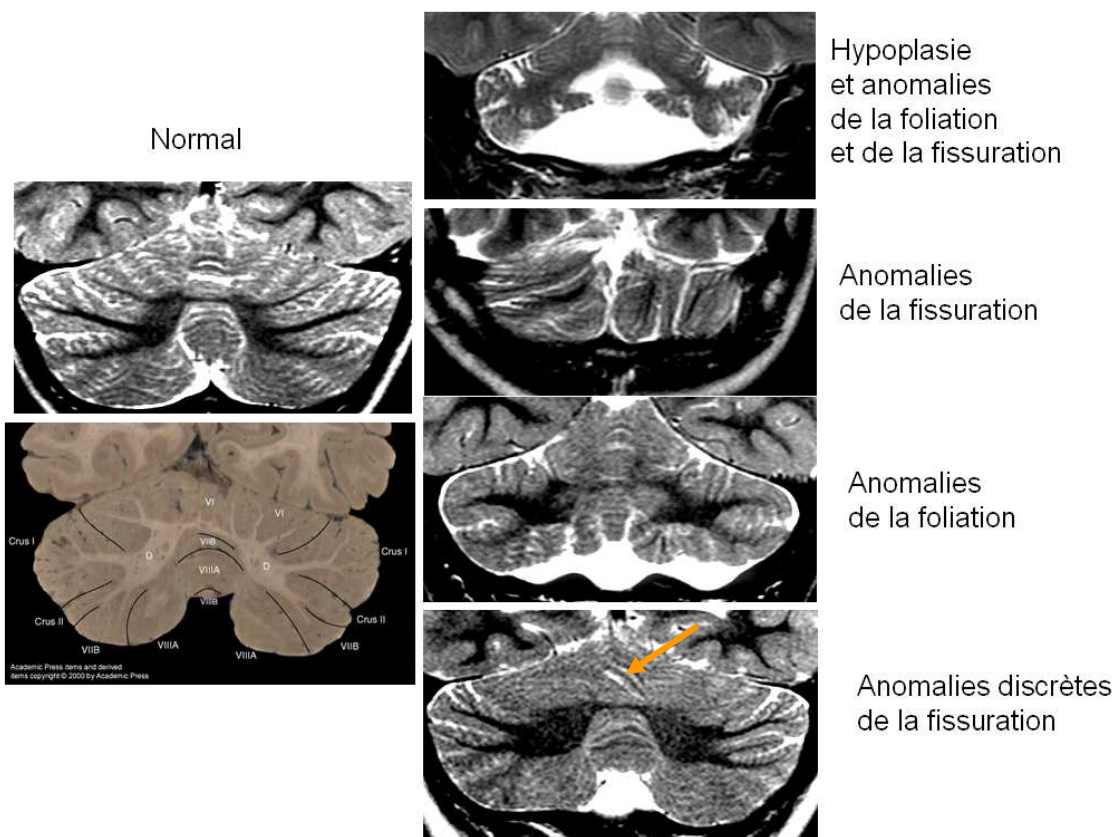 Normal
Hypoplasie
et anomalies
de la foliation
et de la fissuration
Anomalies
de la fissuration
Anomalies
de la foliation
Anomalies discrètes
de la fissuration
VI
VI
Crus I
Crus I
VIIB
D
D
VIIIA
VIIB
Crus II
Crus II
VIIB
VIIIA
VIIIA
VIIB
Academic Press items and derived
items copyright © 2000 by Academic Press